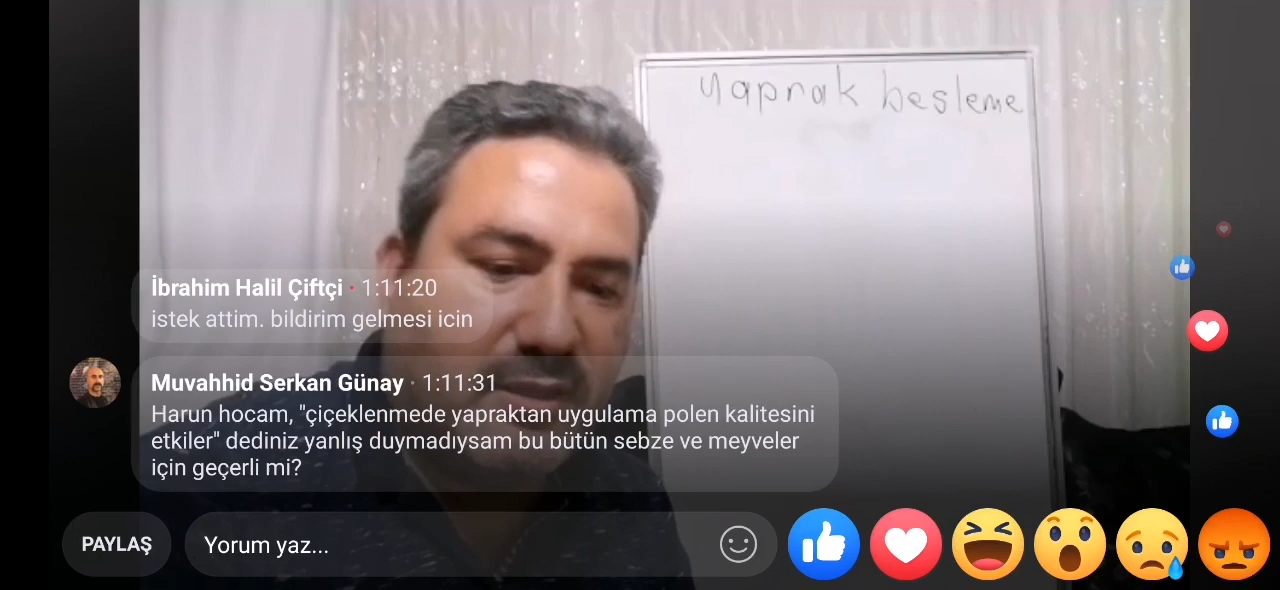 yaprak besleme
İbrahim Halil Çiftçi · 1:11:20
istek attim. bildirim gelmesi icin
Muvahhid Serkan Günay · 1:11:31
Harun hocam, "çiçeklenmede yapraktan uygulama polen kalitesini
etkiler" dediniz yanlış duymadıysam bu bütün sebze ve meyveler
için geçerli mi?
PAYLAŞ
Yorum yaz...